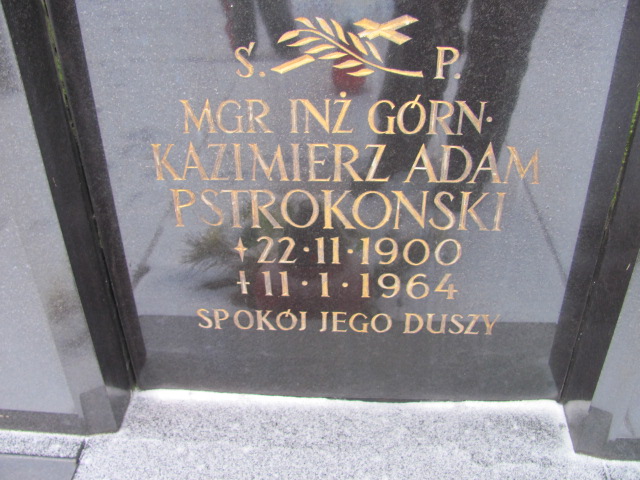 Ś. P.
MGR INŻ GÓRN·
KAZIMIERZ ADAM
PSTROKONSKI
22·11·1900
11·1·1964
SPOKÓJ JEGO DUSZY